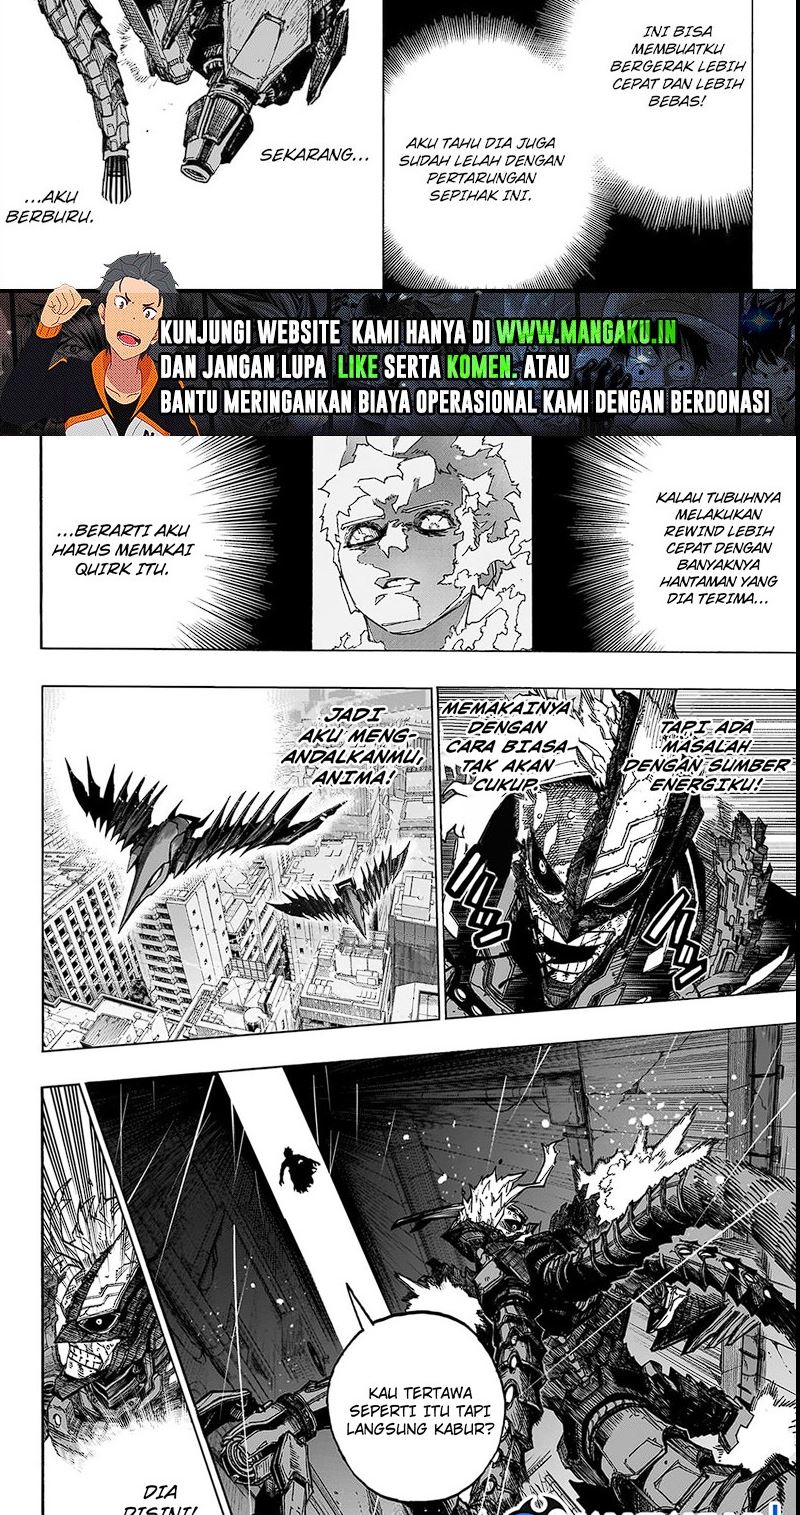 INI BISA
MEMBUATKU
BERGERAK LEBIH
CEPAT DAN LEBIH
BEBAS!
AKU TAHU DIA JUGA
SUDAH LELAH DENGAN
PERTARUNGAN
SEPIHAK INI.
SEKARANG...
...AKU
BERBURU.
KUNJUNGI WEBSITE KAMI HANYA DI WWW.MANGAKU.IN
DAN JANGAN LUPA LIKE SERTA KOMEN. ATAU
BANTU MERINGANKAN BIAYA OPERASIONAL KAMI DENGAN BERDONASI
KALAU TUBUHNYA
MELAKUKAN
REWIND LEBIH
CEPAT DENGAN
BANYAKNYA
HANTAMAN YANG
DIA TERIMA...
...BERARTI AKU
HARUS MEMAKAI
QUIRK ITU.
TAPI ADA
MASALAH
DENGAN SUMBER
ENERGIKU!
MEMAKAINYA
DENGAN
CARA BIASA
TAK AKAN
CUKUP.
JADI
AKU MENG-
ANDALKANMU,
ANIMA!
KAU TERTAWA
SEPERTI ITU TAPI
LANGSUNG KABUR?
DIA
DISINI!